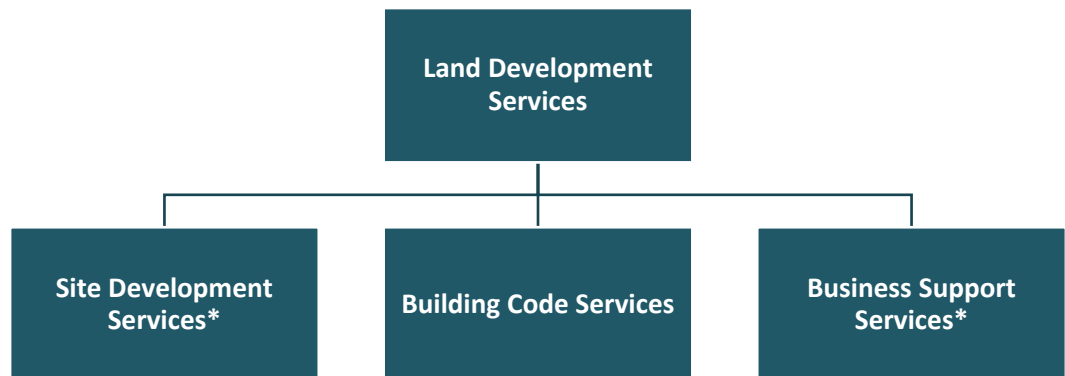 Land Development
Services
Site Development
Services*
Building Code Services
Business Support
Services*